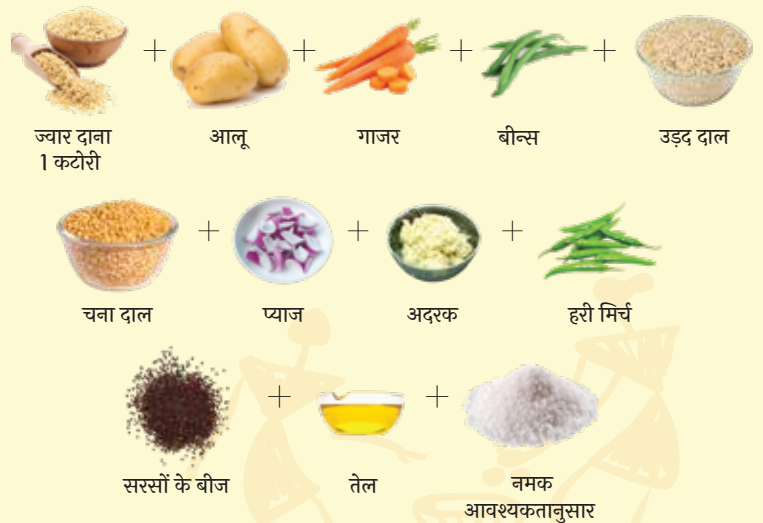 ज्वार दाना
1 कटोरी
आलू
गाजर
बीन्स
उड़द दाल
चना दाल
प्याज
अदरक
हरी मिर्च
सरसों के बीज
तेल
नमक
आवश्यकतानुसार